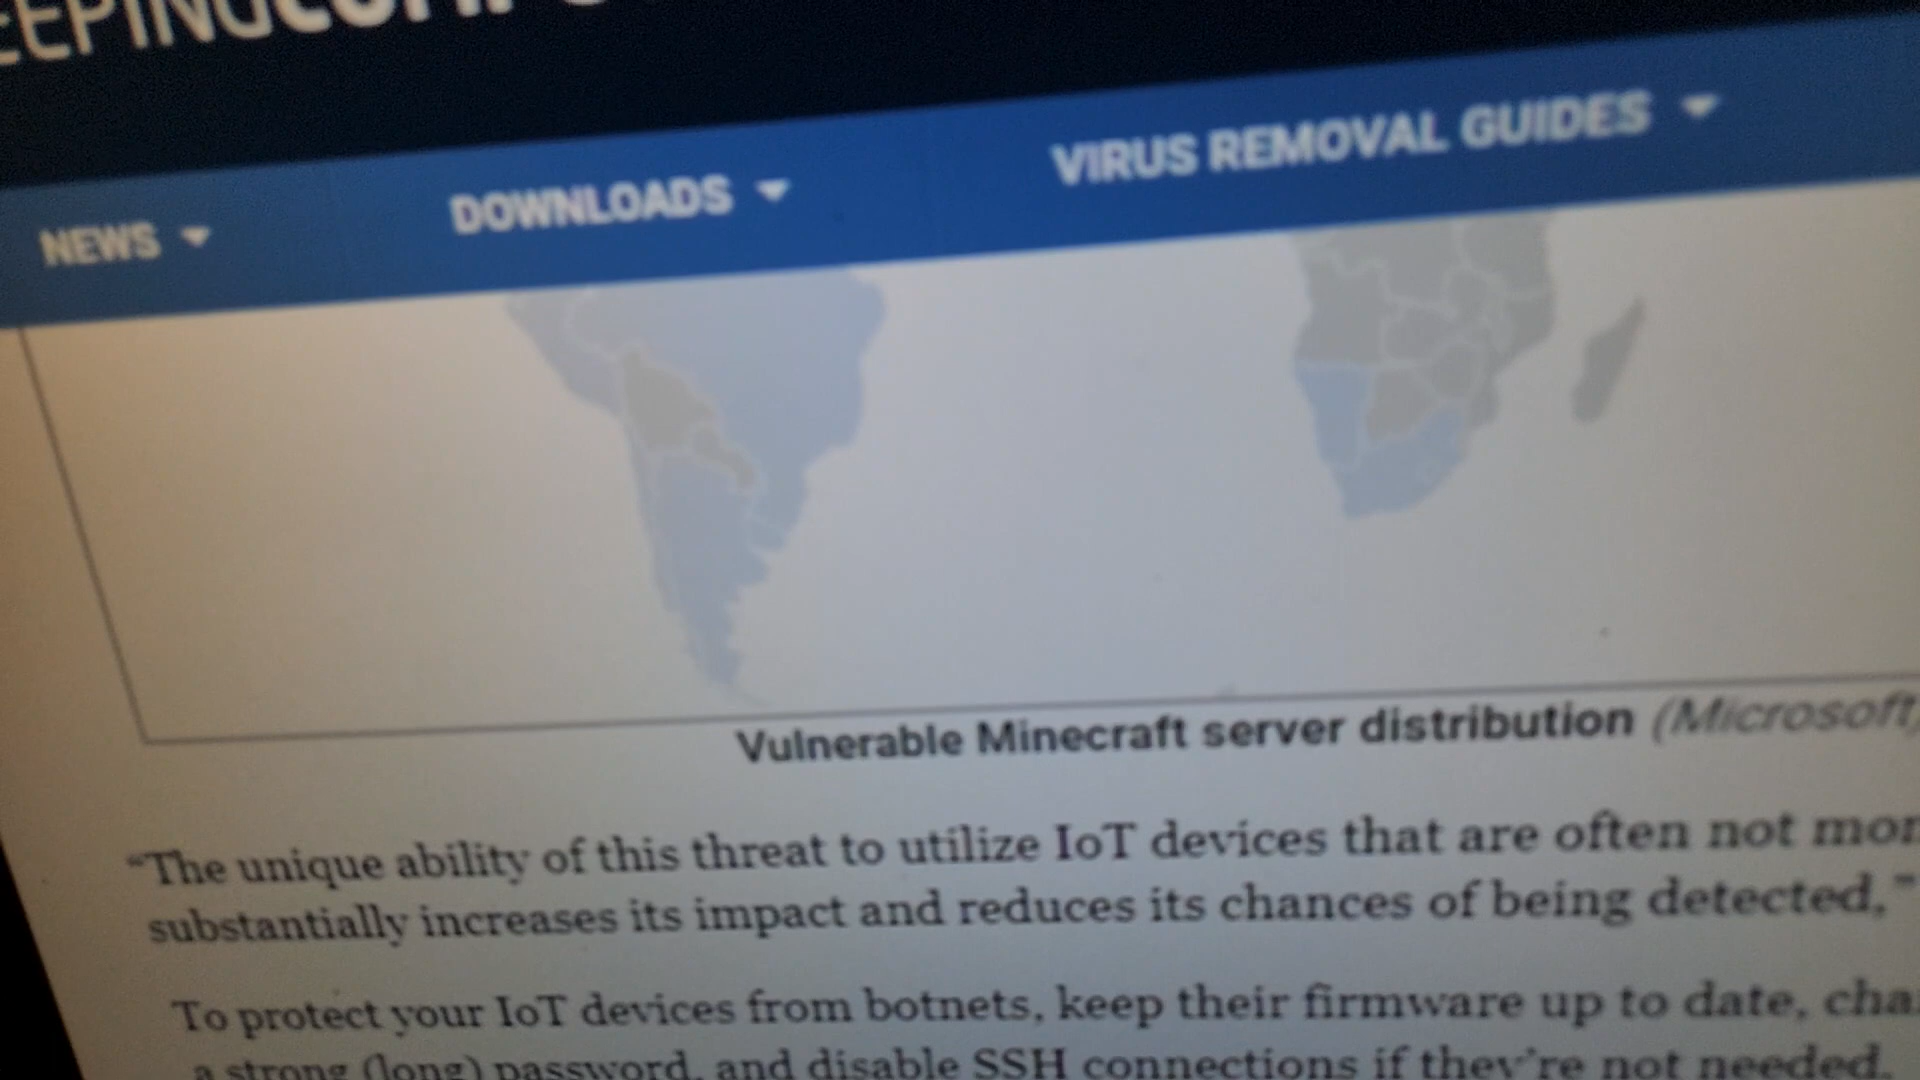 NEWS
DOWNLOADS
VIRUS REMOVAL GUIDES
Vulnerable Minecraft server distribution (Microsoft)
“The unique ability of this threat to utilize IoT devices that are often not
substantially increases its impact and reduces its chances of being detected,”
To protect your IoT devices from botnets, keep their firmware up to date,
a strong (long) password, and disable SSH connections if they're not needed.